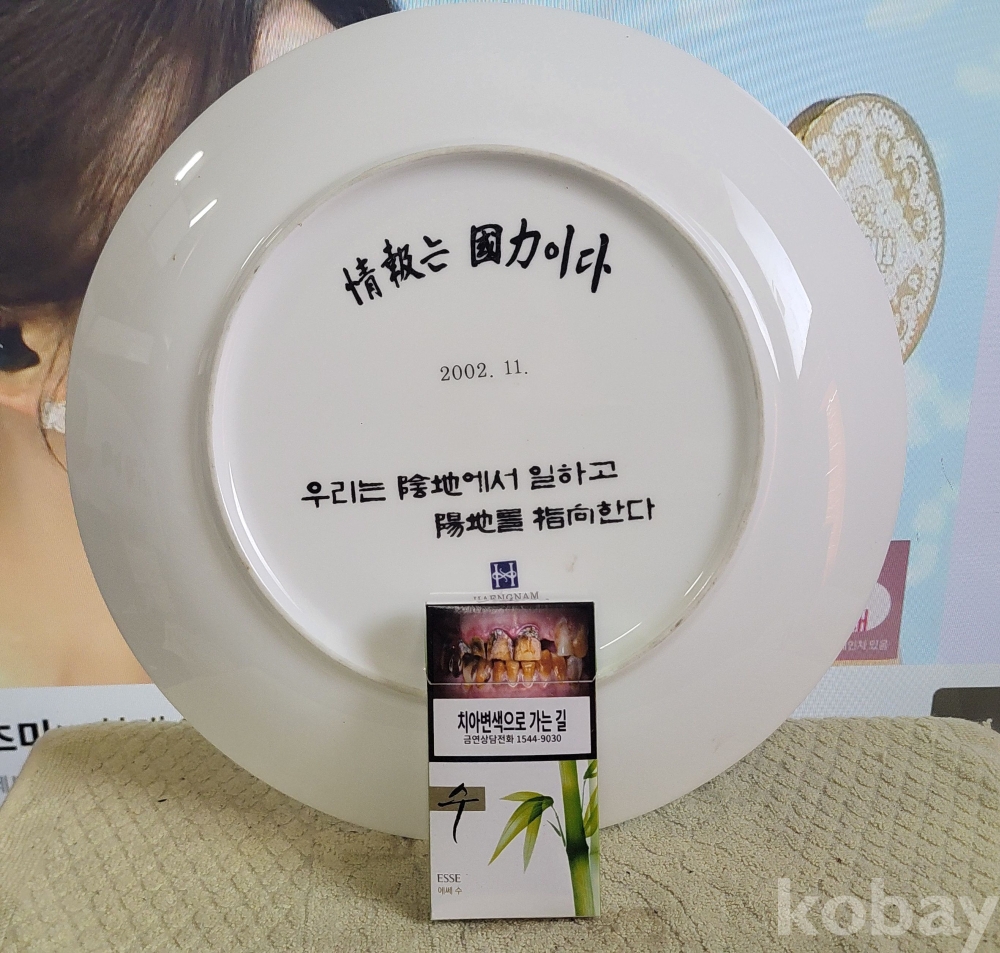 情報는 國力이다.
2002. 11.
우리는 陰地에서 일하고
陽地를 指向한다
HAENGNAM
치아변색으로 가는 길
금연상담전화 1544-9030
수
ESSE
에쎄 수
kobay